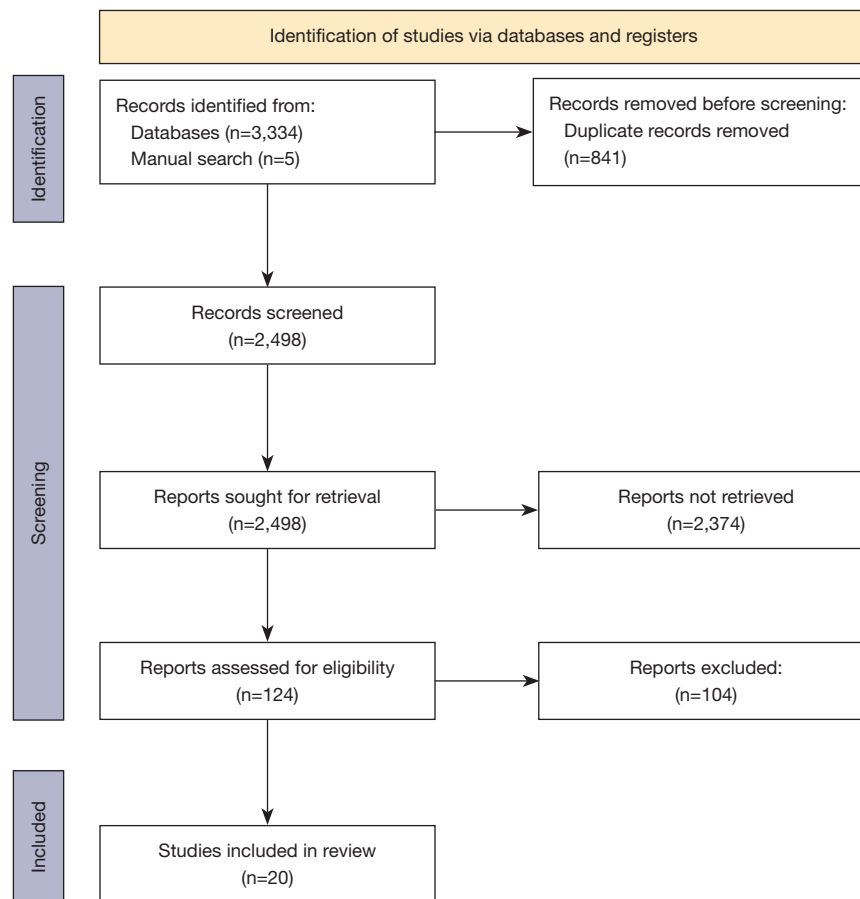 Identification of studies via databases and registers
Identification
Records identified from:
Databases (n=3,334)
Manual search (n=5)
Records removed before screening:
Duplicate records removed
(n=841)
Screening
Records screened
(n=2,498)
Reports sought for retrieval
(n=2,498)
Reports not retrieved
(n=2,374)
Reports assessed for eligibility
(n=124)
Reports excluded:
(n=104)
Included
Studies included in review
(n=20)